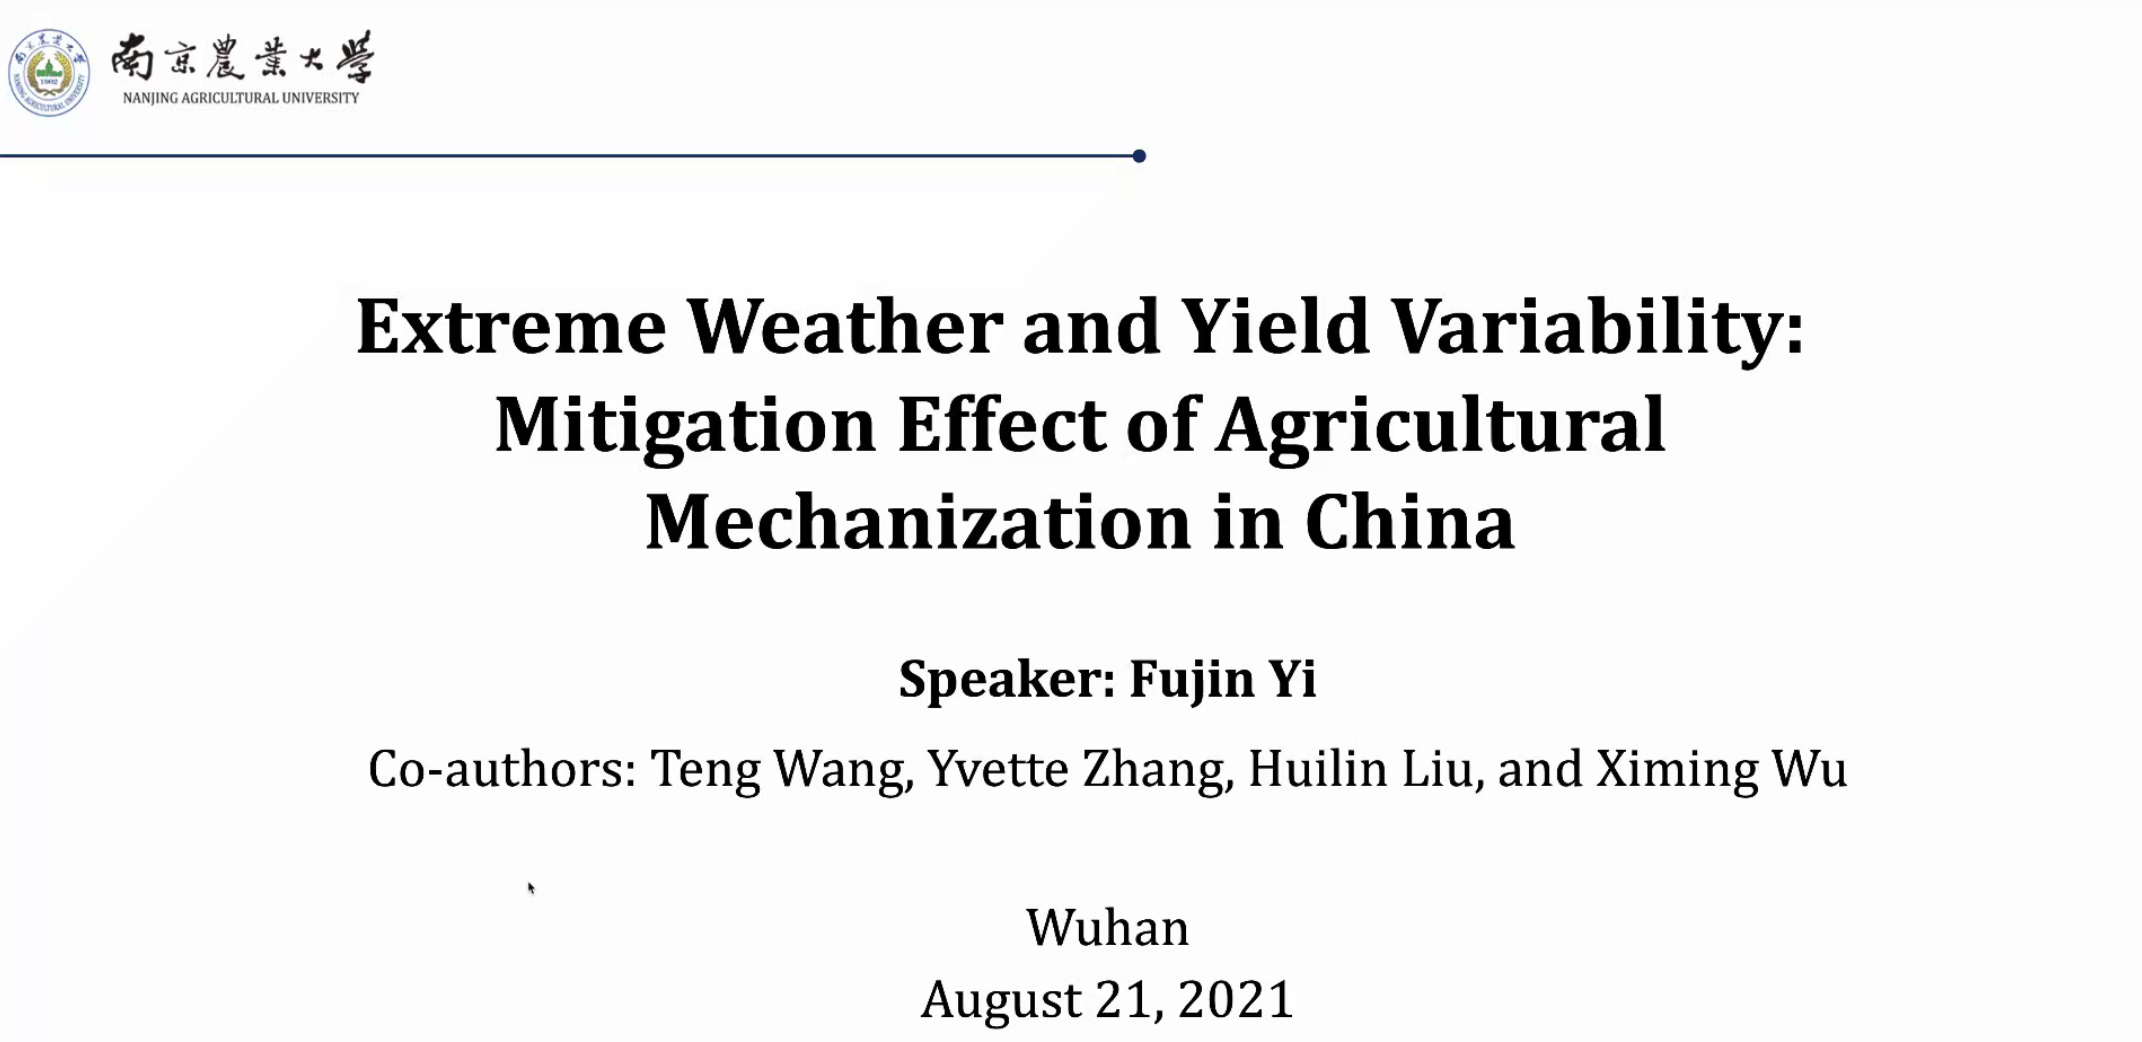 南京農業大學
NANJING AGRICULTURAL UNIVERSITY
Extreme Weather and Yield Variability:
Mitigation Effect of Agricultural
Mechanization in China
Speaker: Fujin Yi
Co-authors: Teng Wang, Yvette Zhang, Huilin Liu, and Ximing Wu
Wuhan
August 21, 2021